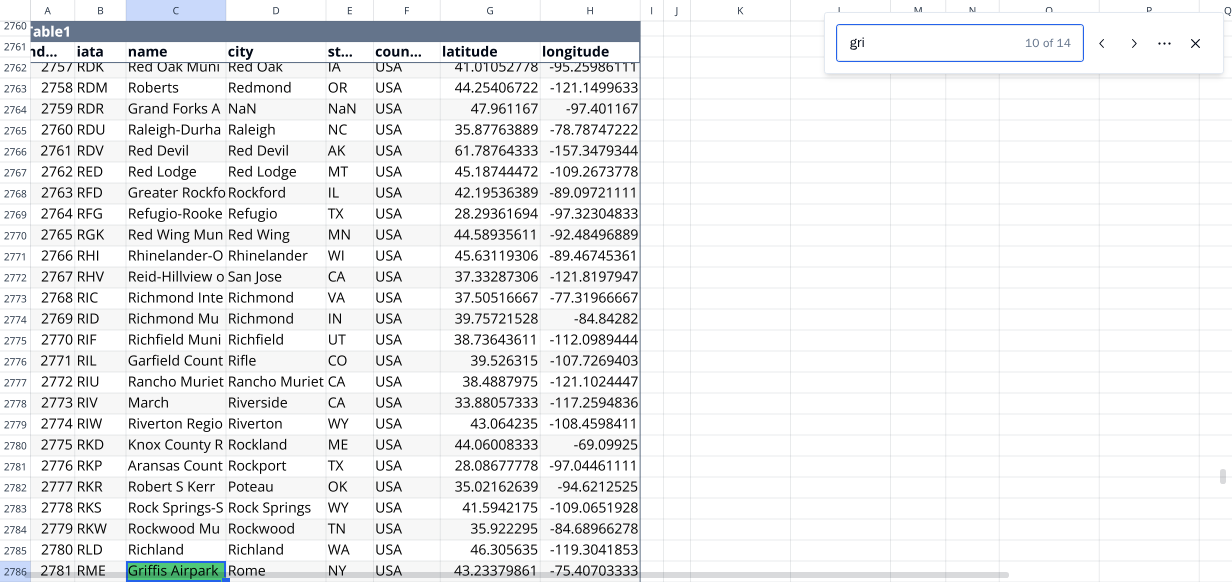 A B C D E F G H I J K L M N O P Q
gri 10 of 14
2760 Table1
2761 nd... iata name city st... coun... latitude longitude
2762 2757 RDK Red Oak Muni Red Oak IA USA 41.01052778 -95.25986111
2763 2758 RDM Roberts Redmond OR USA 44.25406722 -121.1499633
2764 2759 RDR Grand Forks A NaN NaN USA 47.961167 -97.401167
2765 2760 RDU Raleigh-Durha Raleigh NC USA 35.87763889 -78.78747222
2766 2761 RDV Red Devil Red Devil AK USA 61.78764333 -157.3479344
2767 2762 RED Red Lodge Red Lodge MT USA 45.18744472 -109.2673778
2768 2763 RFD Greater Rockfo Rockford IL USA 42.19536389 -89.09721111
2769 2764 RFG Refugio-Rooke Refugio TX USA 28.29361694 -97.32304833
2770 2765 RGK Red Wing Mun Red Wing MN USA 44.58935611 -92.48496889
2771 2766 RHI Rhinelander-O Rhinelander WI USA 45.63119306 -89.46745361
2772 2767 RHV Reid-Hillview o San Jose CA USA 37.33287306 -121.8197947
2773 2768 RIC Richmond Inte Richmond VA USA 37.50516667 -77.31966667
2774 2769 RID Richmond Mu Richmond IN USA 39.75721528 -84.84282
2775 2770 RIF Richfield Muni Richfield UT USA 38.73643611 -112.0989444
2776 2771 RIL Garfield Count Rifle CO USA 39.526315 -107.7269403
2777 2772 RIU Rancho Muriet Rancho Muriet CA USA 38.4887975 -121.1024447
2778 2773 RIV March Riverside CA USA 33.88057333 -117.2594836
2779 2774 RIW Riverton Regio Riverton WY USA 43.064235 -108.4598411
2780 2775 RKD Knox County R Rockland ME USA 44.06008333 -69.09925
2781 2776 RKP Aransas Count Rockport TX USA 28.08677778 -97.04461111
2782 2777 RKR Robert S Kerr Poteau OK USA 35.02162639 -94.6212525
2783 2778 RKS Rock Springs-S Rock Springs WY USA 41.5942175 -109.0651928
2784 2779 RKW Rockwood Mu Rockwood TN USA 35.922295 -84.68966278
2785 2780 RLD Richland Richland WA USA 46.305635 -119.3041853
2786 2781 RME Griffis Airpark Rome NY USA 43.23379861 -75.40703333